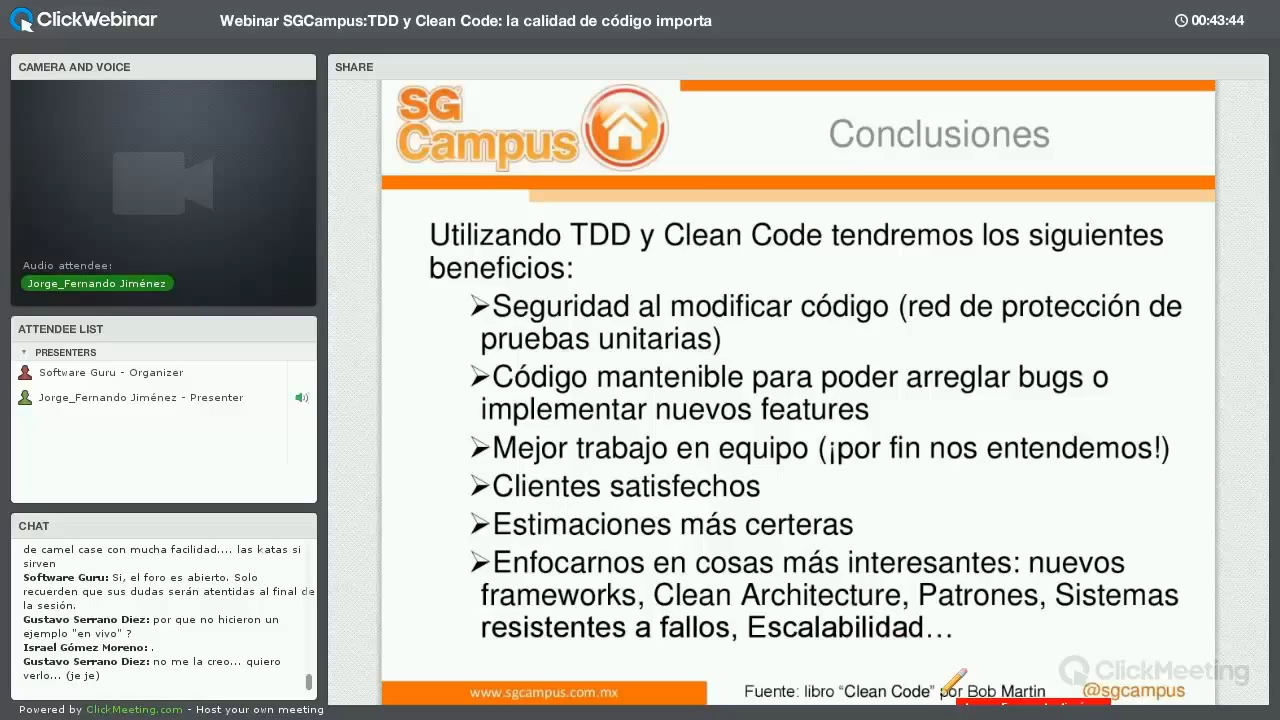 ClickWebinar
Webinar SGCampus:TDD y Clean Code: la calidad de código importa
00:43:44
CAMERA AND VOICE
Audio attendee:
Jorge_Fernando Jiménez
ATTENDEE LIST
PRESENTERS
Software Guru - Organizer
Jorge_Fernando Jiménez - Presenter
CHAT
de camel case con mucha facilidad.... las katas si
sirven
Software Guru: Si, el foro es abierto. Solo
recuerden que sus dudas serán atentidas al final de
la sesión.
Gustavo Serrano Diez: por que no hicieron un
ejemplo "en vivo" ?
Israel Gómez Moreno: .
Gustavo Serrano Diez: no me la creo... quiero
verlo... (je je)
Powered by ClickMeeting.com - Host your own meeting
SHARE
SG
Campus
Conclusiones
Utilizando TDD y Clean Code tendremos los siguientes
beneficios:
➢Seguridad al modificar código (red de protección de
pruebas unitarias)
➢Código mantenible para poder arreglar bugs o
implementar nuevos features
➢Mejor trabajo en equipo (¡por fin nos entendemos!)
➢Clientes satisfechos
➢Estimaciones más certeras
➢Enfocarnos en cosas más interesantes: nuevos
frameworks, Clean Architecture, Patrones, Sistemas
resistentes a fallos, Escalabilidad…
www.sgcampus.com.mx
Fuente: libro “Clean Code” por Bob Martin
@sgcampus
ClickMeeting